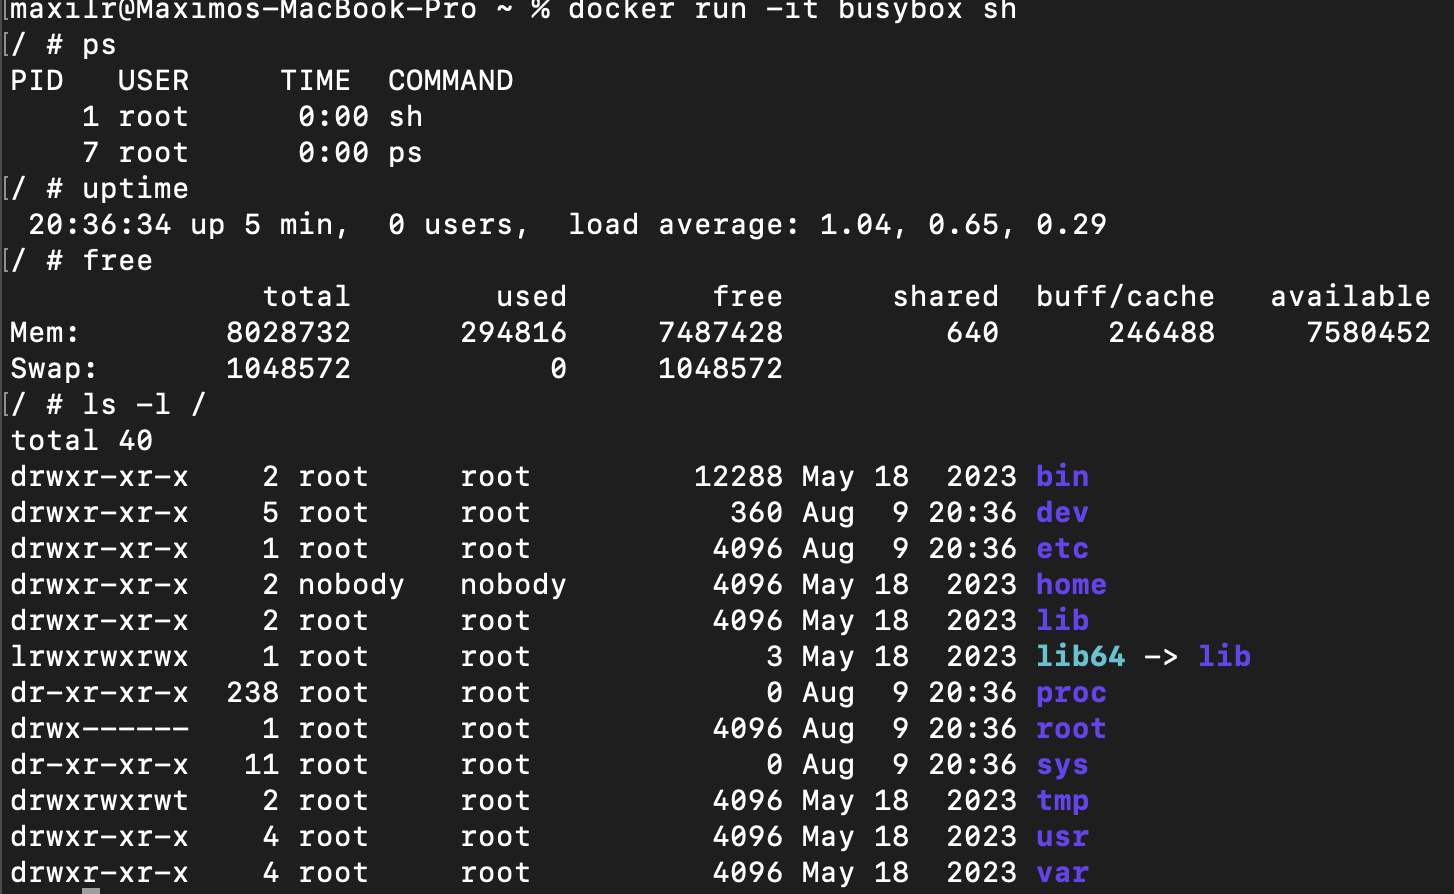 maxilr@Maximos-MacBook-Pro ~ % docker run -it busybox sh
[/ # ps
PID   USER     TIME  COMMAND
    1 root      0:00 sh
    7 root      0:00 ps
[/ # uptime
 20:36:34 up 5 min,  0 users,  load average: 1.04, 0.65, 0.29
[/ # free
              total        used        free      shared  buff/cache   available
Mem:        8028732      294816     7487428         640      246488     7580452
Swap:       1048572           0     1048572
[/ # ls -l /
total 40
drwxr-xr-x    2 root     root         12288 May 18  2023 bin
drwxr-xr-x    5 root     root           360 Aug  9 20:36 dev
drwxr-xr-x    1 root     root          4096 Aug  9 20:36 etc
drwxr-xr-x    2 nobody   nobody        4096 May 18  2023 home
drwxr-xr-x    2 root     root          4096 May 18  2023 lib
lrwxrwxrwx    1 root     root             3 May 18  2023 lib64 -> lib
dr-xr-xr-x  238 root     root             0 Aug  9 20:36 proc
drwx------    1 root     root          4096 Aug  9 20:36 root
dr-xr-xr-x   11 root     root             0 Aug  9 20:36 sys
drwxrwxrwt    2 root     root          4096 May 18  2023 tmp
drwxr-xr-x    4 root     root          4096 May 18  2023 usr
drwxr-xr-x    4 root     root          4096 May 18  2023 var